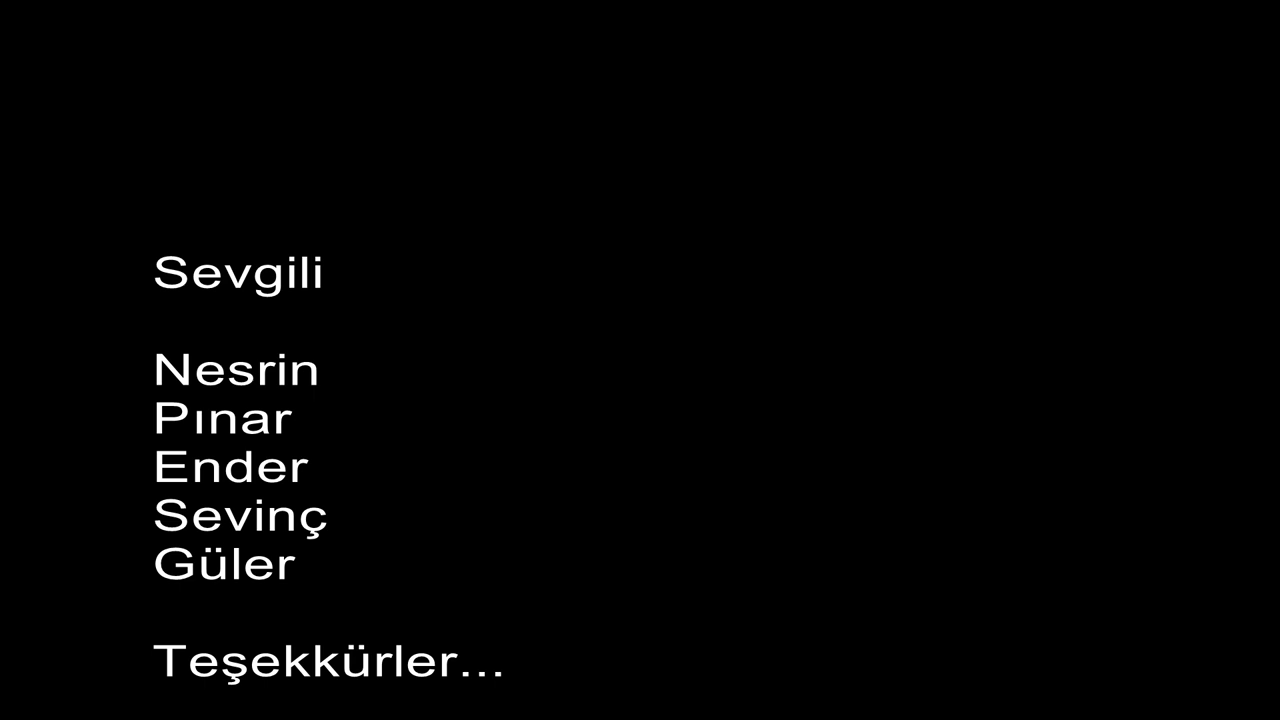 Sevgili
Nesrin
Pınar
Ender
Sevinç
Güler
Teşekkürler...